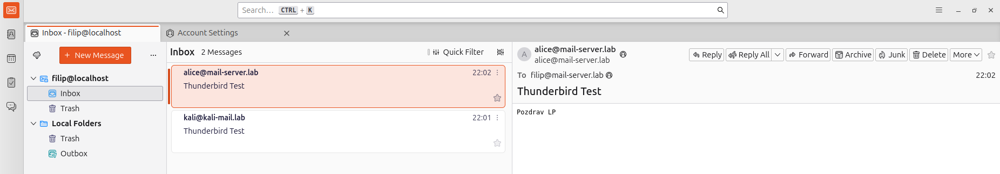 Search... CTRL + K
Inbox - filip@localhost
Account Settings
New Message
filip@localhost
Inbox
Trash
Local Folders
Trash
Outbox
Inbox 2 Messages
Quick Filter
alice@mail-server.lab 22:02
Thunderbird Test
kali@kali-mail.lab 22:01
Thunderbird Test
A
alice@mail-server.lab
alice@mail-server.lab
Reply Reply All Forward Archive Junk Delete More
To filip@mail-server.lab 22:02
Thunderbird Test
Pozdrav LP